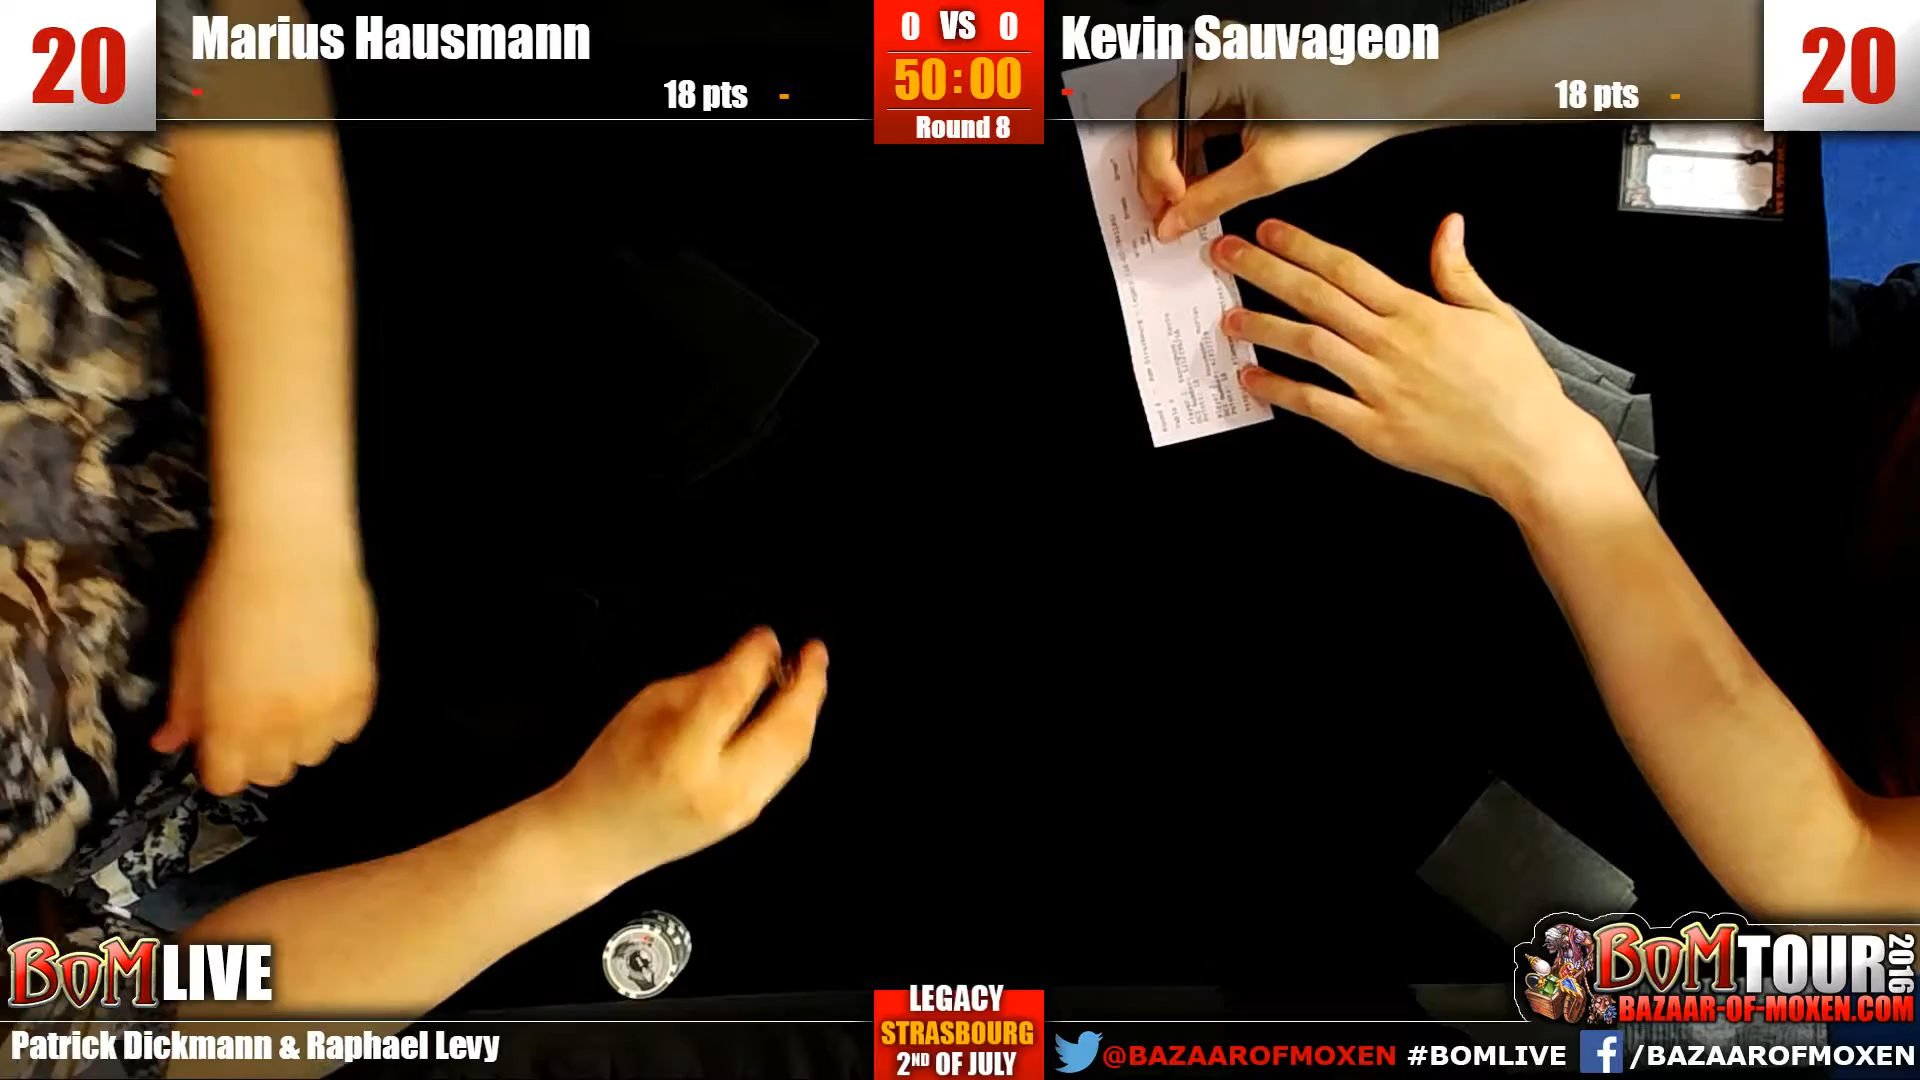 20
Marius Hausmann
18 pts -
0 VS 0
50:00
Round 8
Kevin Sauvageon
18 pts -
20
BOM LIVE
Patrick Dickmann & Raphael Levy
LEGACY
STRASBOURG
2ND OF JULY
BOMTOUR 2016
BAZAAR-OF-MOXEN.COM
@BAZAAROFMOXEN #BOMLIVE /BAZAAROFMOXEN